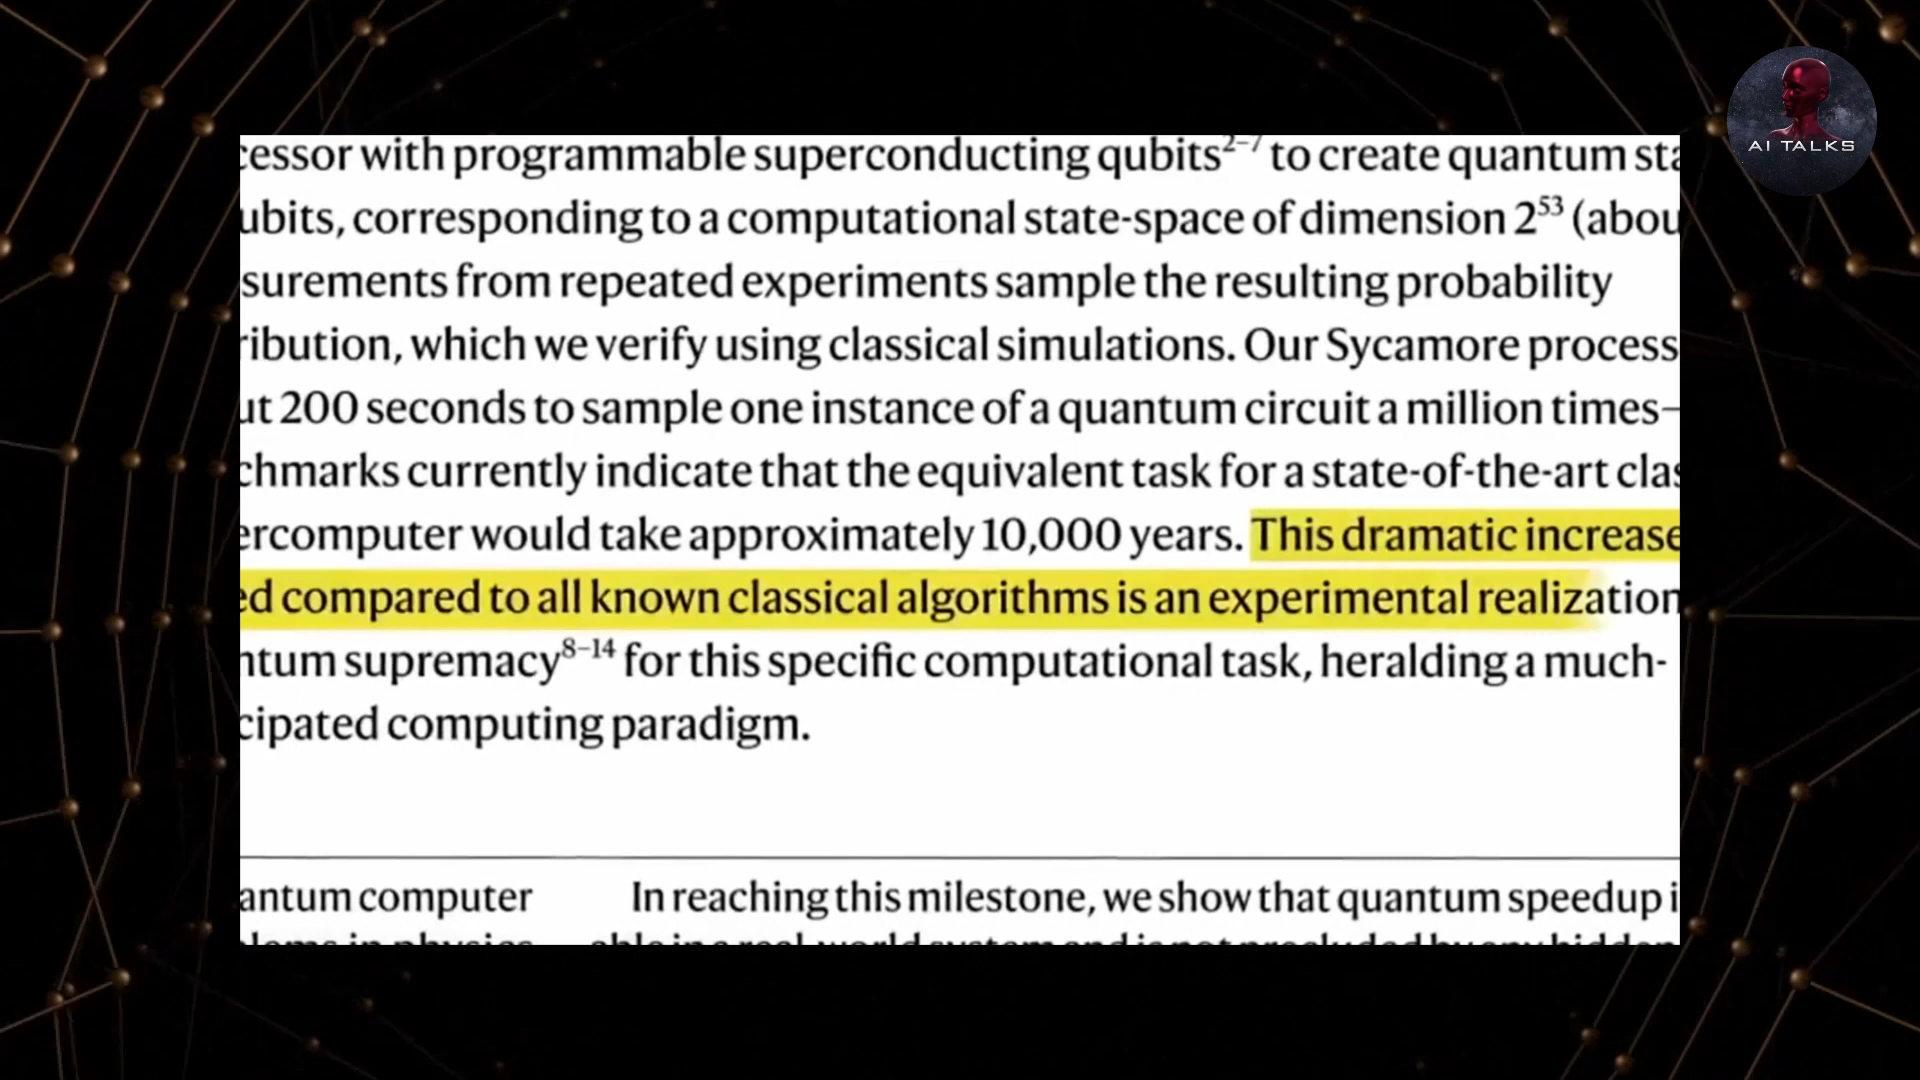 AI TALKS
cessor with programmable superconducting qubits2–7 to create quantum sta
ubits, corresponding to a computational state-space of dimension 253 (abou
surements from repeated experiments sample the resulting probability
ribution, which we verify using classical simulations. Our Sycamore process
ut 200 seconds to sample one instance of a quantum circuit a million times—
chmarks currently indicate that the equivalent task for a state-of-the-art clas
ercomputer would take approximately 10,000 years. This dramatic increase
ed compared to all known classical algorithms is an experimental realization
ntum supremacy8–14 for this specific computational task, heralding a much-
cipated computing paradigm.
antum computer
In reaching this milestone, we show that quantum speedup i